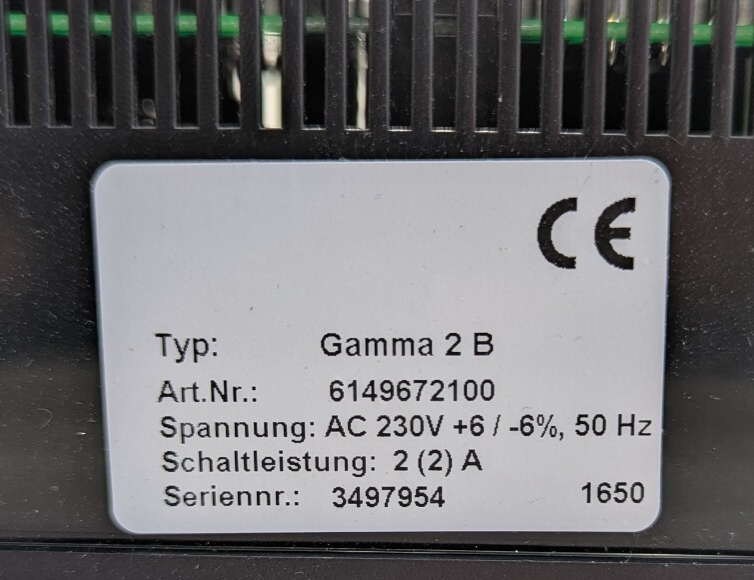 CE
Typ: Gamma 2 B
Art.Nr.: 6149672100
Spannung: AC 230V +6 / -6%, 50 Hz
Schaltleistung: 2 (2) A
Seriennr.: 3497954 1650